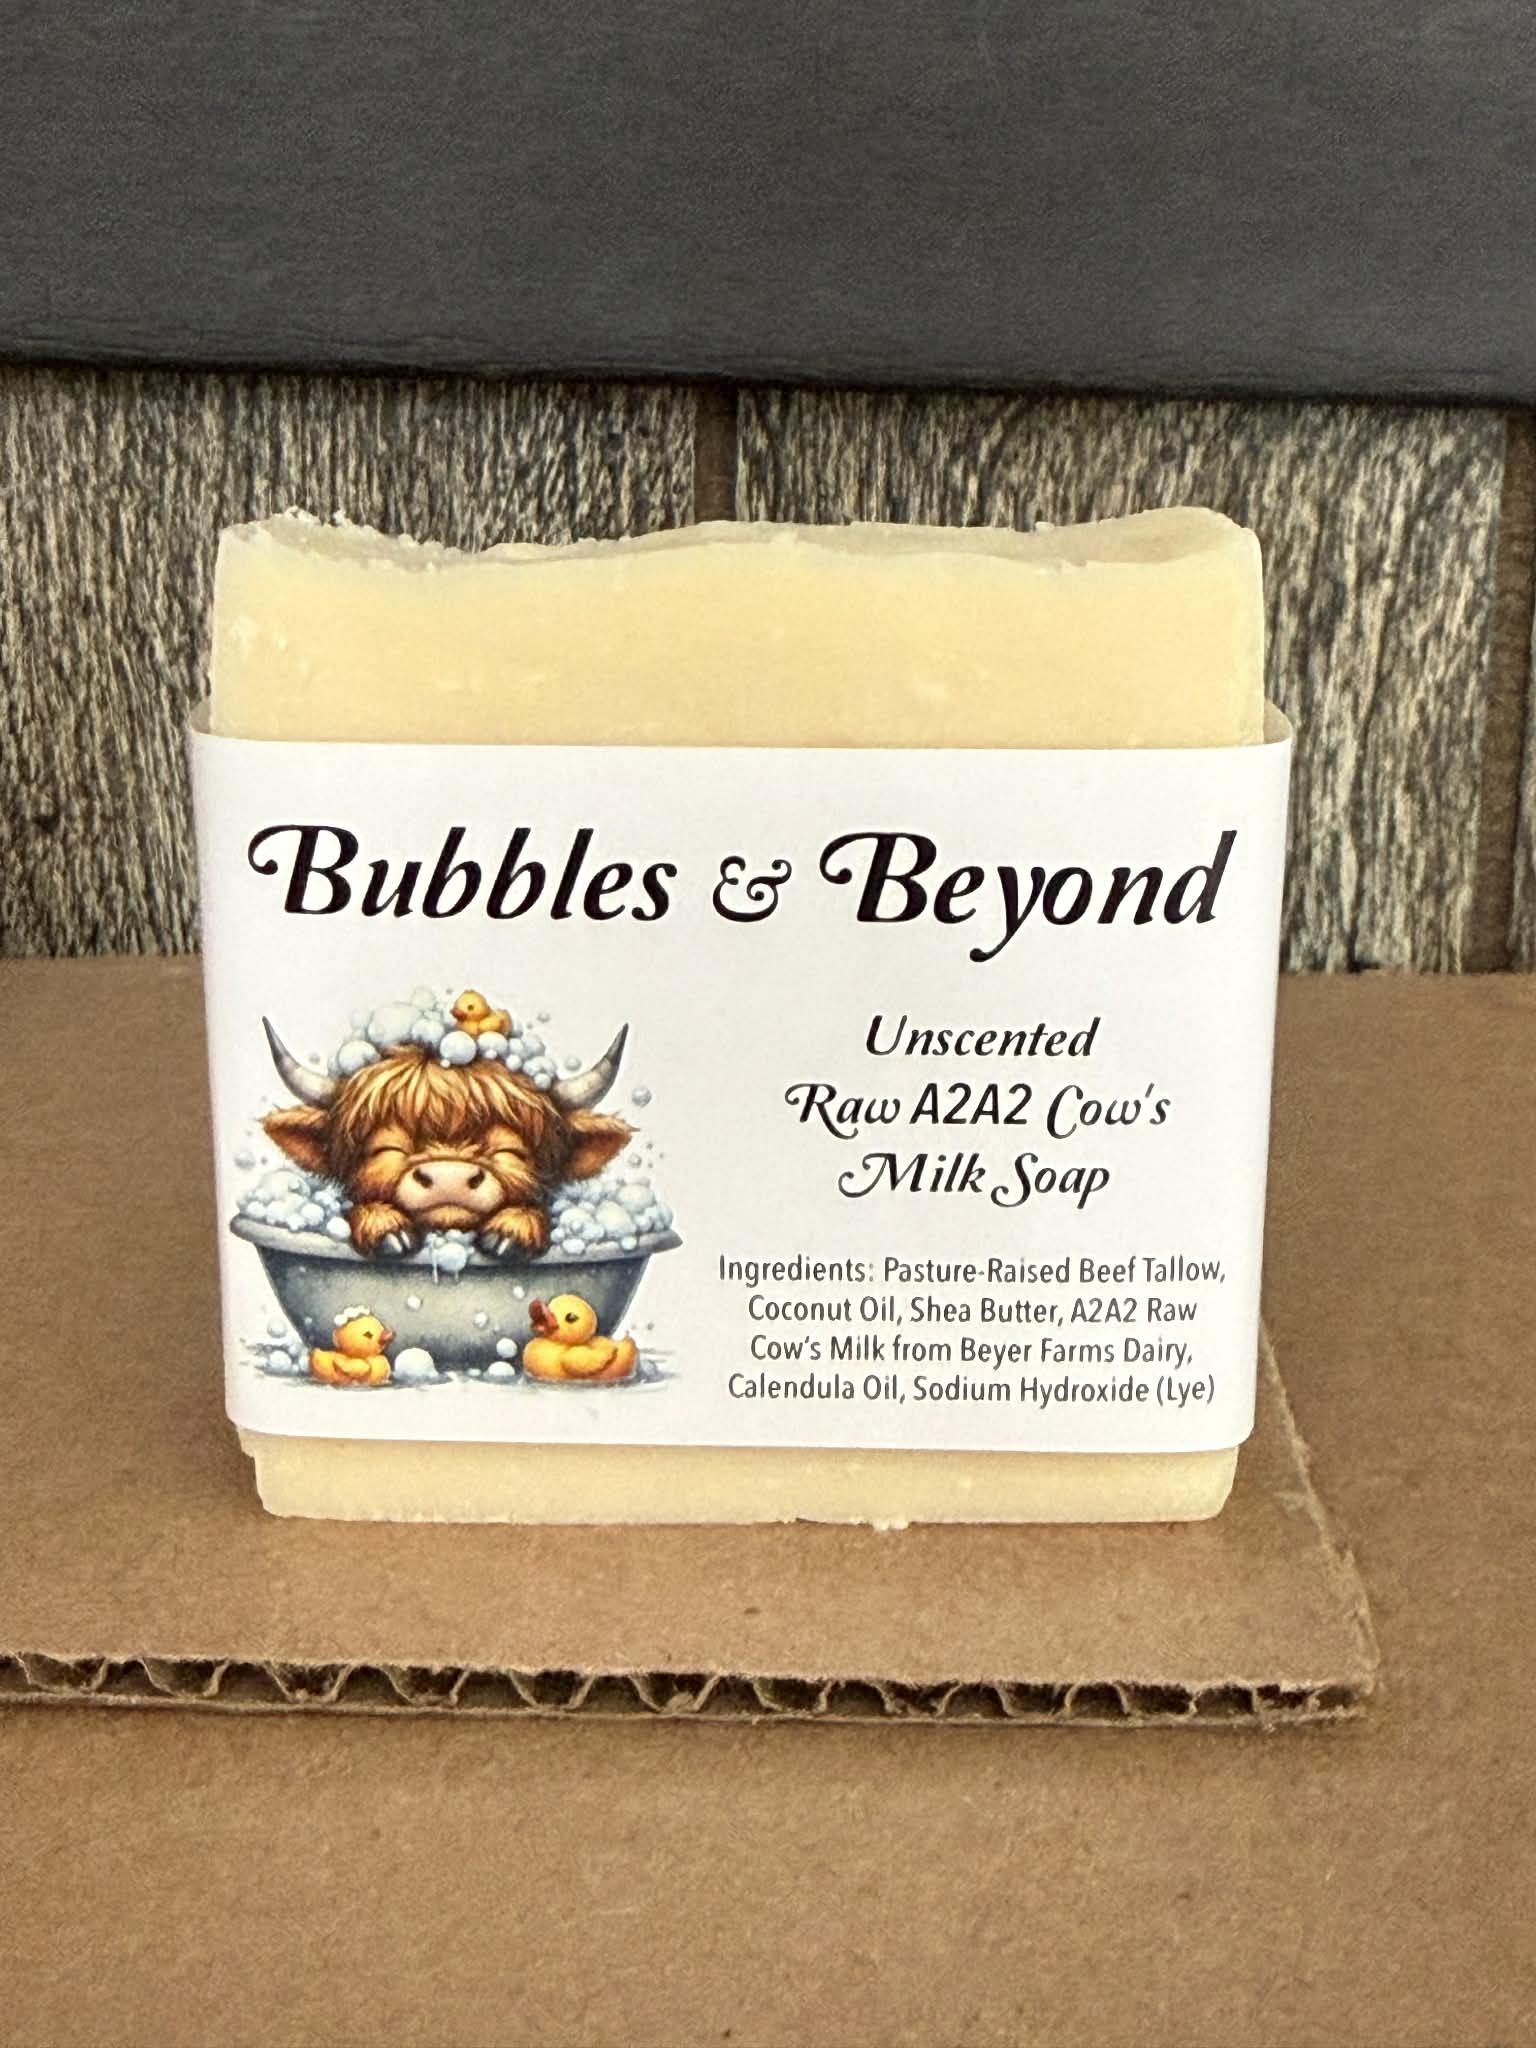 Bubbles & Beyond
Unscented
Raw A2A2 Cow's
Milk Soap
Ingredients: Pasture-Raised Beef Tallow,
Coconut Oil, Shea Butter, A2A2 Raw
Cow's Milk from Beyer Farms Dairy,
Calendula Oil, Sodium Hydroxide (Lye)